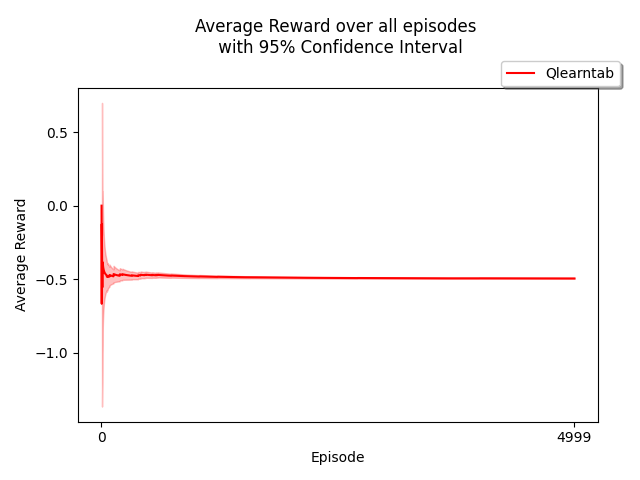 Average Reward over all episodes
with 95% Confidence Interval
Qlearntab
0.5
0.0
−0.5
−1.0
Average Reward
0
4999
Episode